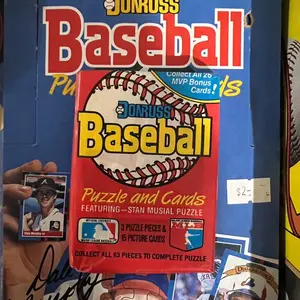 DONRUSS
Baseball
Collect All 26
MVP Bonus
Cards!
DONRUSS
Baseball
Puzzle and Cards
FEATURING—STAN MUSIAL PUZZLE
3 PUZZLE PIECES &
15 PICTURE CARDS
COLLECT ALL 63 PIECES TO COMPLETE PUZZLE
$2